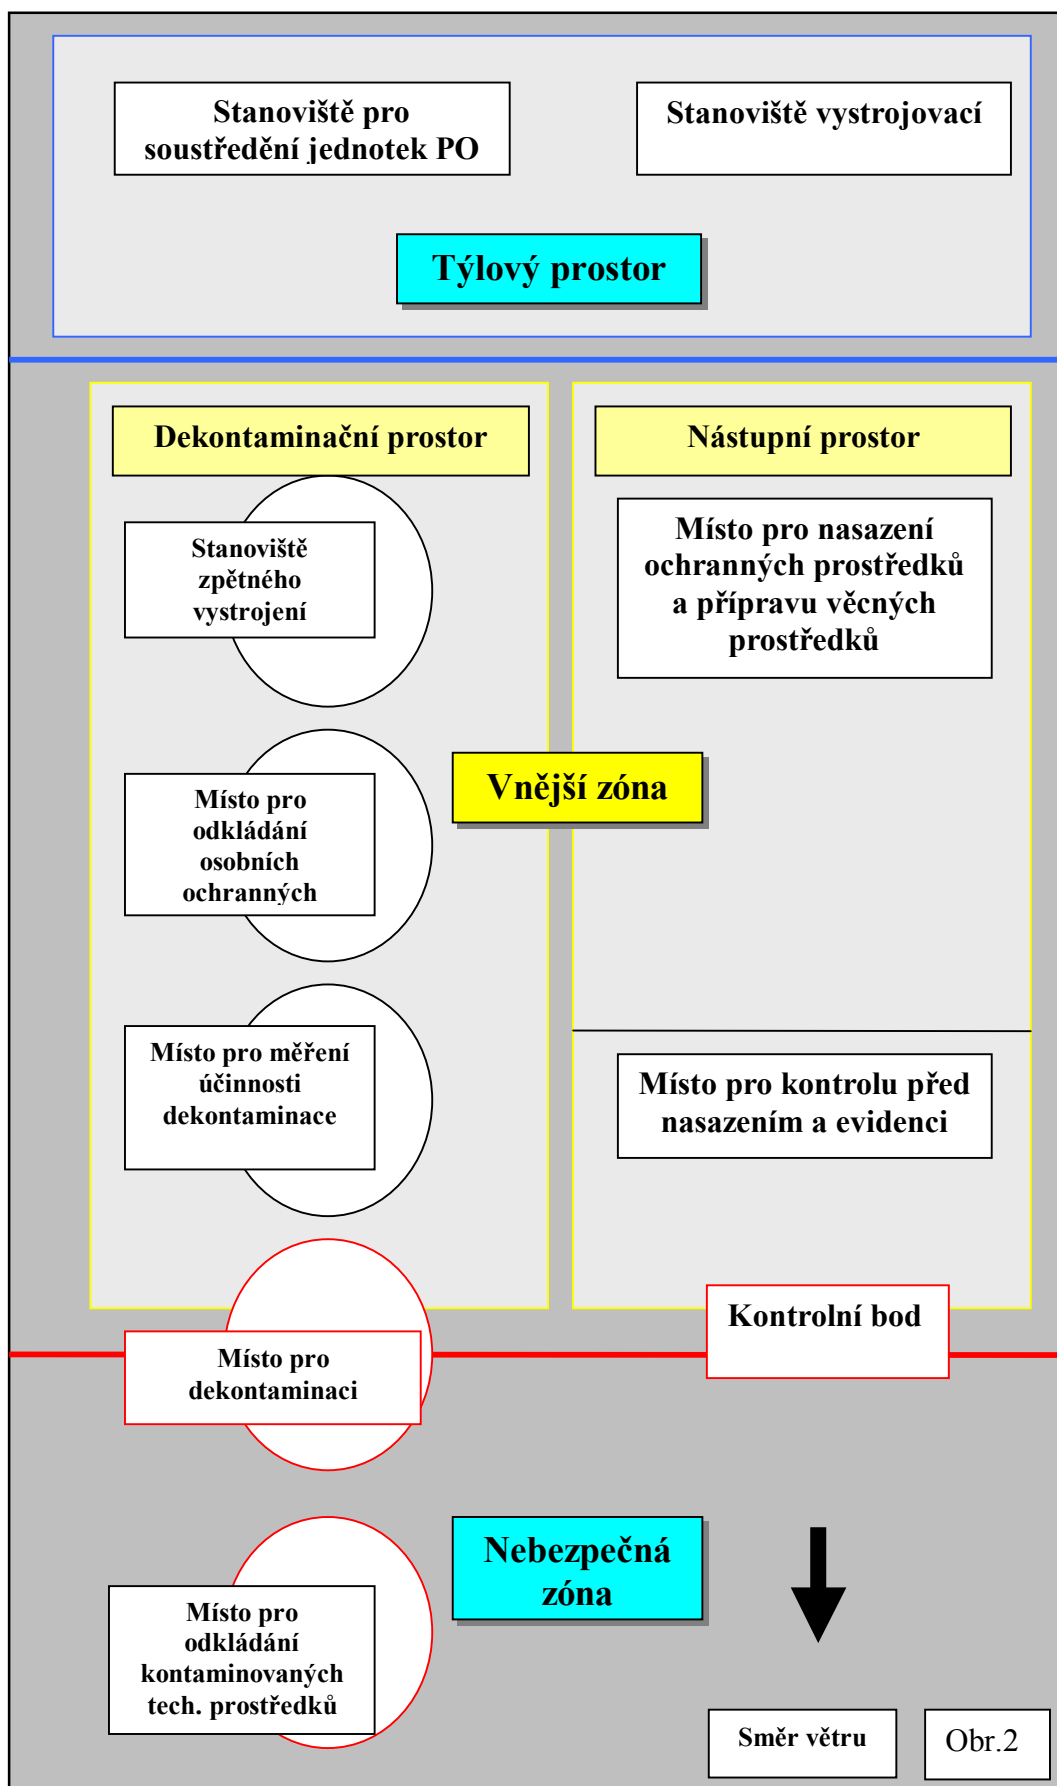 Stanoviště pro
soustředění jednotek PO
Stanoviště vystrojovací
Týlový prostor
Dekontaminační prostor
Nástupní prostor
Stanoviště
zpětného
vystrojení
Místo pro nasazení
ochranných prostředků
a přípravu věcných
prostředků
Vnější zóna
Místo pro
odkládání
osobních
ochranných
Místo pro měření
účinnosti
dekontaminace
Místo pro kontrolu před
nasazením a evidenci
Kontrolní bod
Místo pro
dekontaminaci
Nebezpečná
zóna
Místo pro
odkládání
kontaminovaných
tech. prostředků
Směr větru
Obr.2